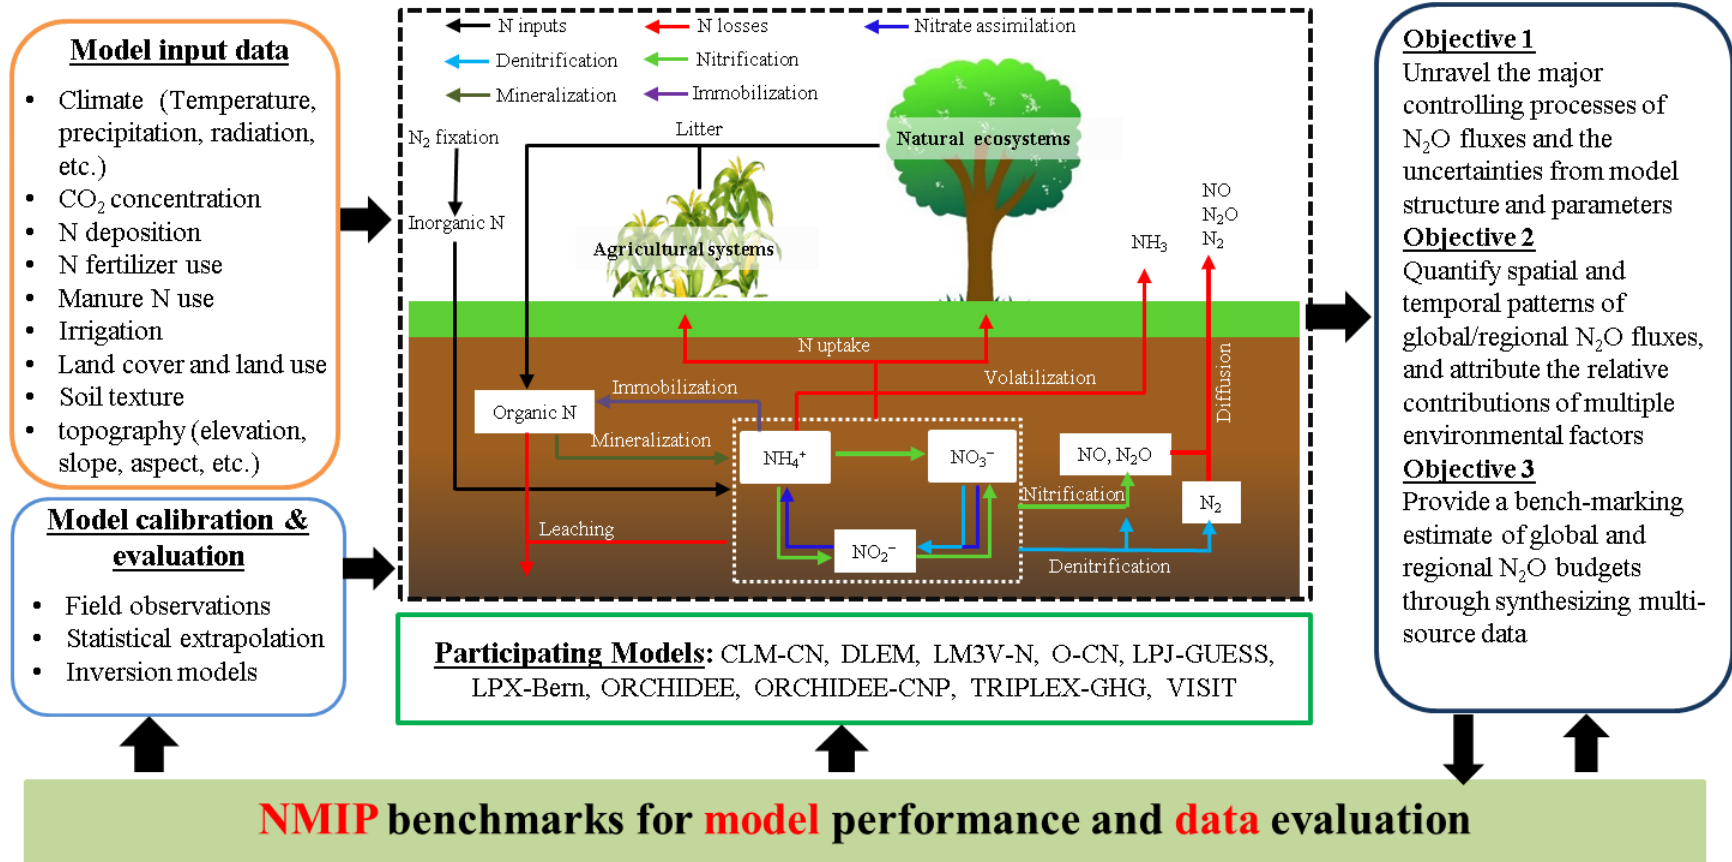 Model input data
• Climate (Temperature,
precipitation, radiation,
etc.)
• CO₂ concentration
• N deposition
• N fertilizer use
• Manure N use
• Irrigation
• Land cover and land use
• Soil texture
• topography (elevation,
slope, aspect, etc.)
Model calibration &
evaluation
• Field observations
• Statistical extrapolation
• Inversion models
N inputs
N losses
Nitrate assimilation
Denitrification
Nitrification
Mineralization
Immobilization
N₂ fixation
Litter
Natural ecosystems
Inorganic N
Agricultural systems
NH₃
NO
N₂O
N₂
N uptake
Volatilization
Diffusion
Immobilization
Organic N
Mineralization
NH₄⁺
NO₃⁻
NO, N₂O
Nitrification
N₂
Leaching
NO₂⁻
Denitrification
Participating Models: CLM-CN, DLEM, LM3V-N, O-CN, LPJ-GUESS,
LPX-Bern, ORCHIDEE, ORCHIDEE-CNP, TRIPLEX-GHG, VISIT
Objective 1
Unravel the major
controlling processes of
N₂O fluxes and the
uncertainties from model
structure and parameters
Objective 2
Quantify spatial and
temporal patterns of
global/regional N₂O fluxes,
and attribute the relative
contributions of multiple
environmental factors
Objective 3
Provide a bench-marking
estimate of global and
regional N₂O budgets
through synthesizing multi-
source data
NMIP benchmarks for model performance and data evaluation